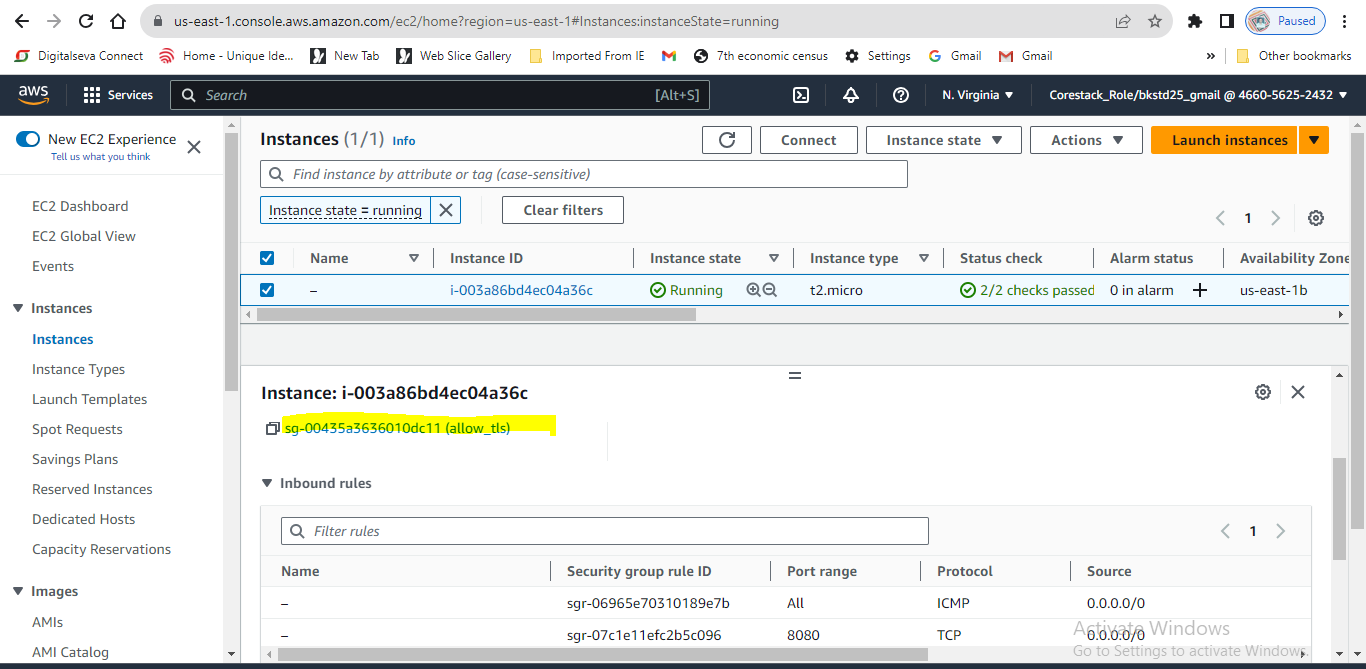 us-east-1.console.aws.amazon.com/ec2/home?region=us-east-1#Instances:instanceState=running
Paused
Digitalseva Connect
Home - Unique Ide...
New Tab
Web Slice Gallery
Imported From IE
7th economic census
Settings
Gmail
Gmail
»
Other bookmarks
aws
Services
Search
[Alt+S]
N. Virginia
Corestack_Role/bkstd25_gmail @ 4660-5625-2432
New EC2 Experience
Tell us what you think
EC2 Dashboard
EC2 Global View
Events
Instances
Instances
Instance Types
Launch Templates
Spot Requests
Savings Plans
Reserved Instances
Dedicated Hosts
Capacity Reservations
Images
AMIs
AMI Catalog
Instances (1/1) Info
Connect
Instance state
Actions
Launch instances
Find instance by attribute or tag (case-sensitive)
Instance state = running
Clear filters
1
Name Instance ID Instance state Instance type Status check Alarm status Availability Zone
– i-003a86bd4ec04a36c Running t2.micro 2/2 checks passed 0 in alarm + us-east-1b
Instance: i-003a86bd4ec04a36c
sg-00435a3636010dc11 (allow_tls)
Inbound rules
Filter rules
1
Name Security group rule ID Port range Protocol Source
– sgr-06965e70310189e7b All ICMP 0.0.0.0/0
– sgr-07c1e11efc2b5c096 8080 TCP 0.0.0.0/0
Activate Windows
Go to Settings to activate Windows.